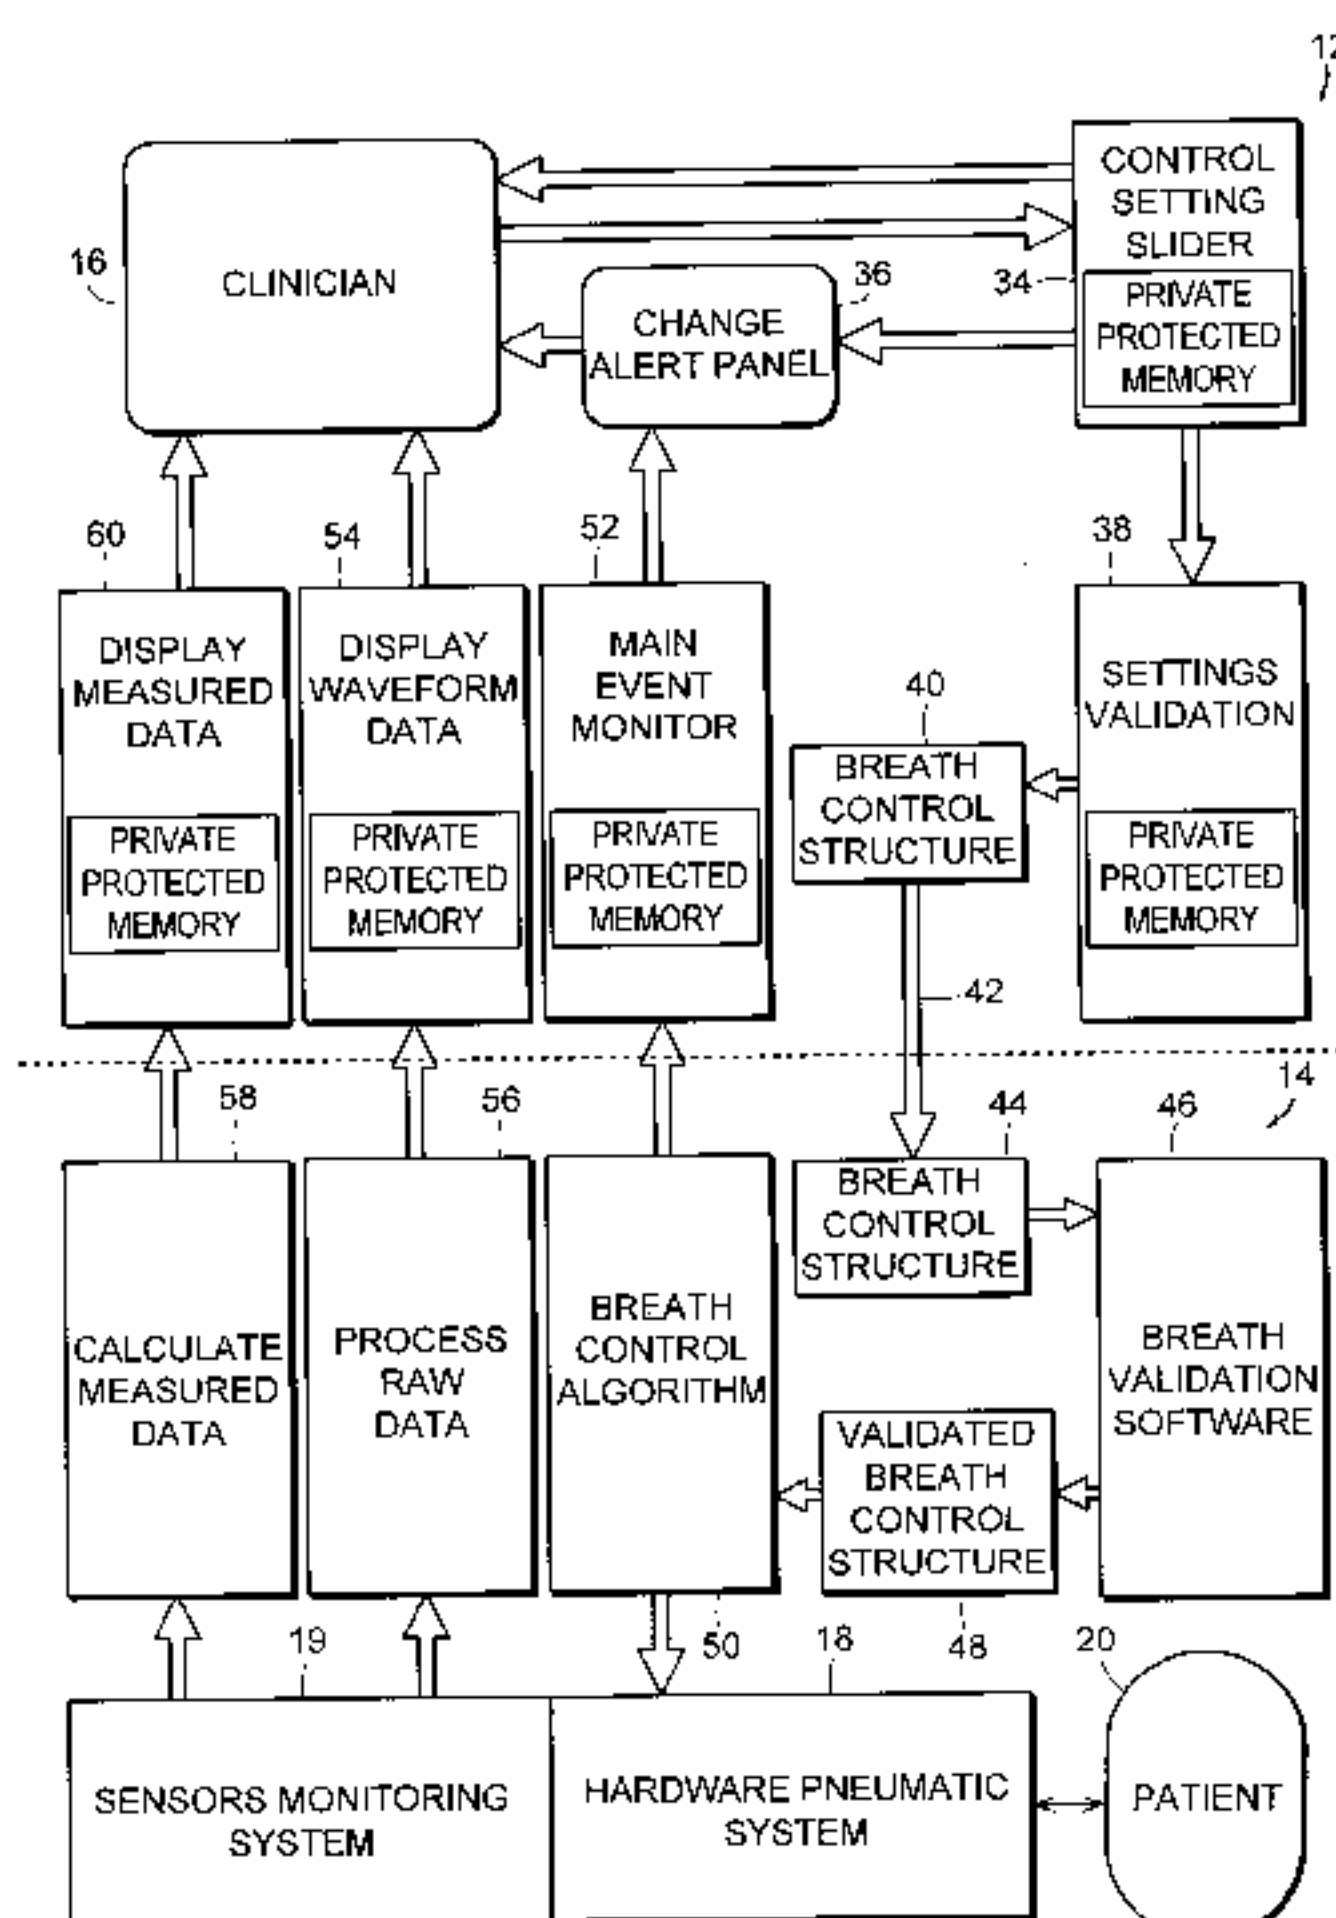 12
CONTROL
SETTING
SLIDER
34
PRIVATE
PROTECTED
MEMORY
16
CLINICIAN
36
CHANGE
ALERT PANEL
60
54
52
38
DISPLAY
MEASURED
DATA
PRIVATE
PROTECTED
MEMORY
DISPLAY
WAVEFORM
DATA
PRIVATE
PROTECTED
MEMORY
MAIN
EVENT
MONITOR
PRIVATE
PROTECTED
MEMORY
40
BREATH
CONTROL
STRUCTURE
SETTINGS
VALIDATION
PRIVATE
PROTECTED
MEMORY
42
14
58
56
44
46
CALCULATE
MEASURED
DATA
PROCESS
RAW
DATA
BREATH
CONTROL
ALGORITHM
BREATH
CONTROL
STRUCTURE
BREATH
VALIDATION
SOFTWARE
VALIDATED
BREATH
CONTROL
STRUCTURE
19
50
18
48
20
SENSORS MONITORING
SYSTEM
HARDWARE PNEUMATIC
SYSTEM
PATIENT